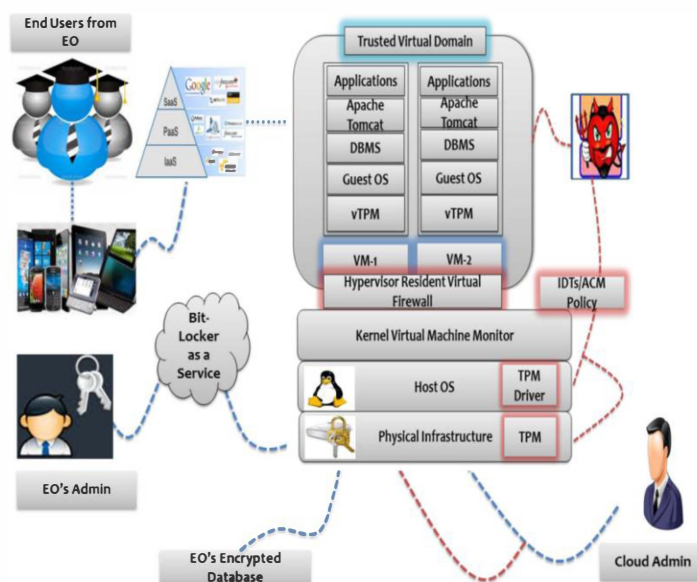 End Users from
EO
SaaS
PaaS
IaaS
Google
Trusted Virtual Domain
Applications
Apache
Tomcat
DBMS
Guest OS
vTPM
VM-1
Applications
Apache
Tomcat
DBMS
Guest OS
vTPM
VM-2
Hypervisor Resident Virtual
Firewall
IDTs/ACM
Policy
Kernel Virtual Machine Monitor
Host OS
TPM
Driver
Physical Infrastructure
TPM
Bit-
Locker
as a
Service
EO's Admin
EO's Encrypted
Database
Cloud Admin